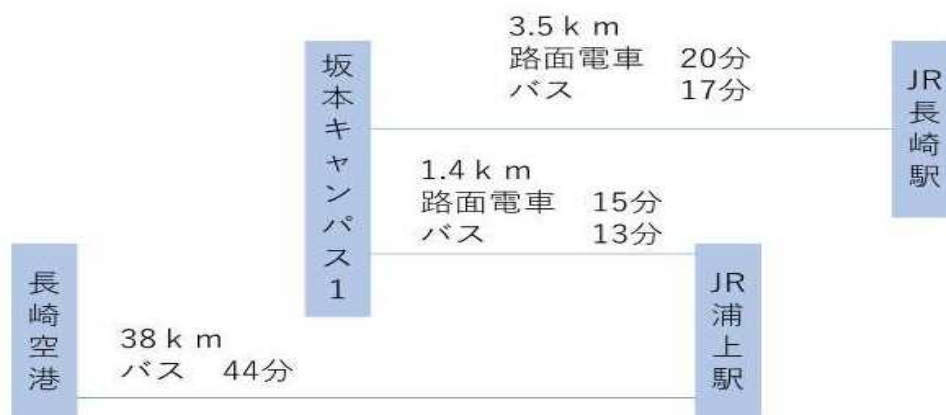 3.5ｋｍ
路面電車　20分
バス　17分
坂本キャンパス1
JR長崎駅
1.4ｋｍ
路面電車　15分
バス　13分
長崎空港
JR浦上駅
38ｋｍ
バス　44分